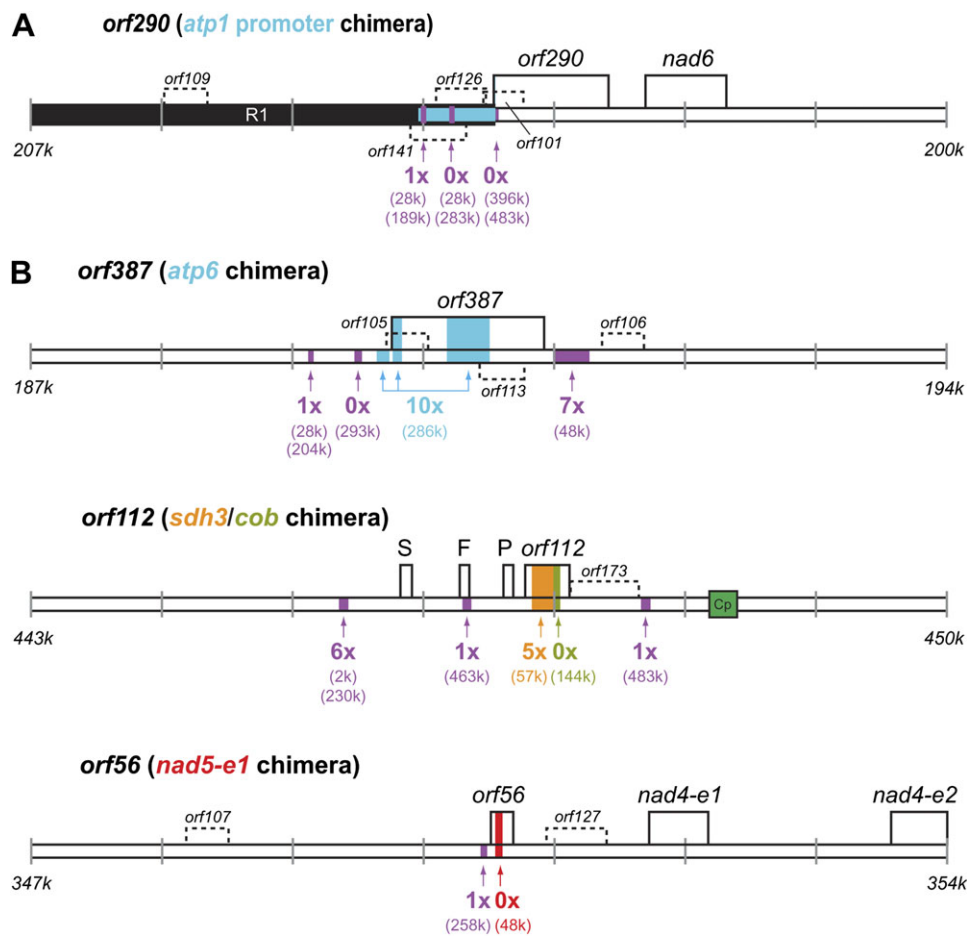 A orf290 (atp1 promoter chimera)
orf290 nad6
orf109 orf126
R1
orf141 orf101
207k 200k
1x 0x 0x
(28k) (28k) (396k)
(189k) (283k) (483k)
B orf387 (atp6 chimera)
orf387
orf105 orf106
orf113
187k 194k
1x 0x 10x 7x
(28k) (293k) (286k) (48k)
(204k)
orf112 (sdh3/cob chimera)
S F P orf112
orf173
Cp
443k 450k
6x 1x 5x 0x 1x
(2k) (463k) (57k) (144k) (483k)
(230k)
orf56 (nad5-e1 chimera)
orf56 nad4-e1 nad4-e2
orf107 orf127
347k 354k
1x 0x
(258k) (48k)